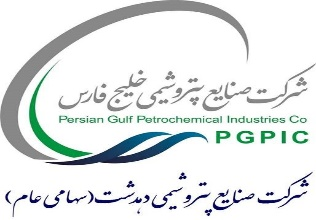 شرکت صنایع پتروشیمی خلیج فارس
Persian Gulf Petrochemical Industries Co
PGPIC
شرکت صنایع پتروشیمی دهدشت (سهامی عام)